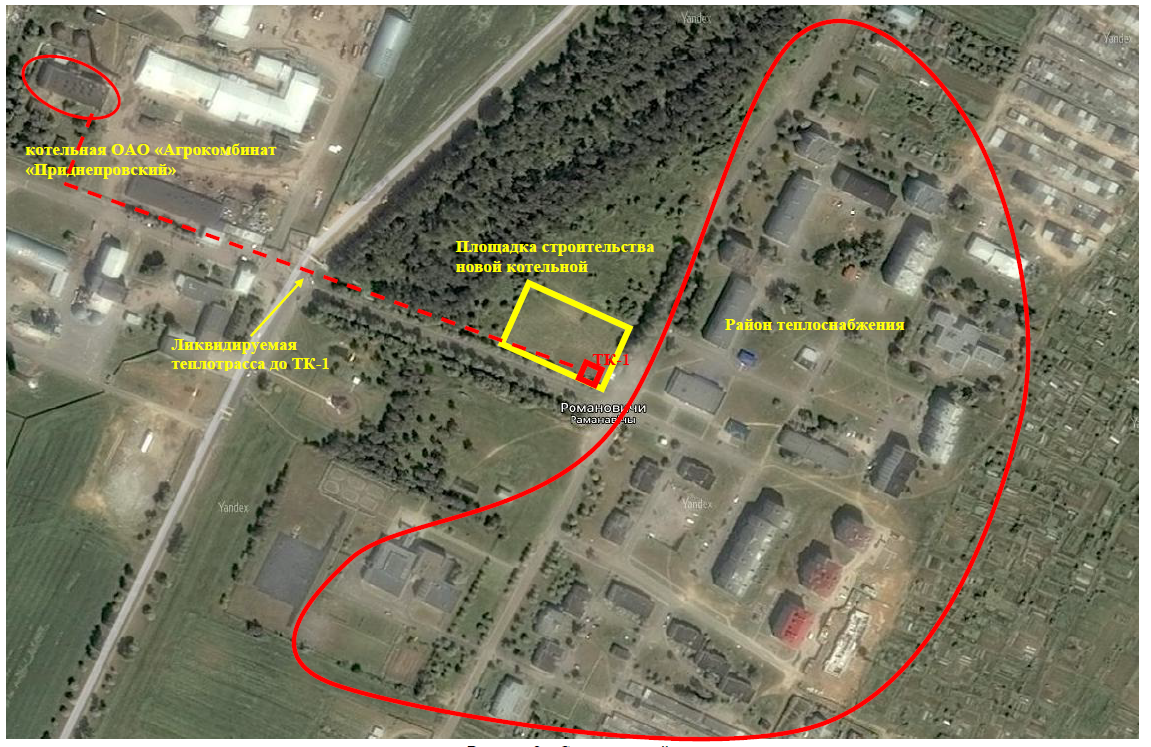 Yandex
Yandex
котельная ОАО «Агрокомбинат
«Приднепровский»
Площадка строительства
новой котельной
Район теплоснабжения
Ликвидируемая
теплотрасса до ТК-1
ТК-1
Романовичи
Раманавічы
Yandex
Yandex